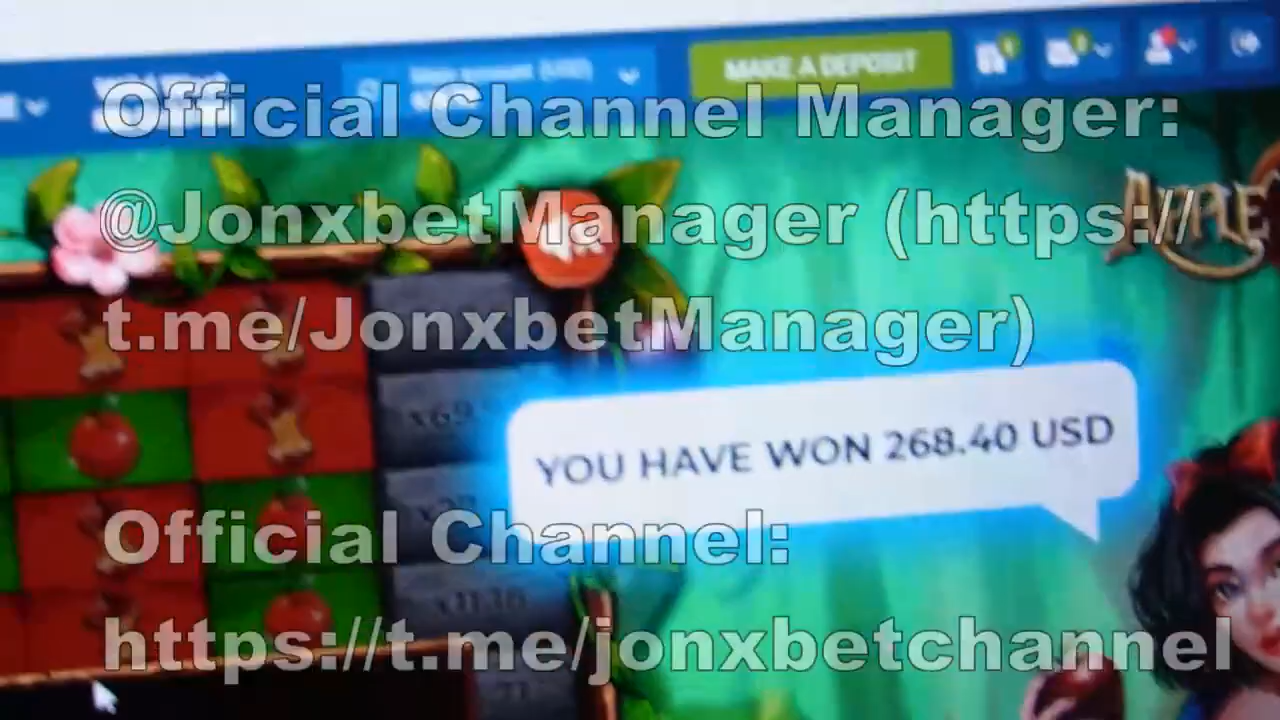 MAKE A DEPOSIT
Official Channel Manager:
@JonxbetManager (https://
t.me/JonxbetManager)
APPLE
YOU HAVE WON 268.40 USD
Official Channel:
https://t.me/jonxbetchannel